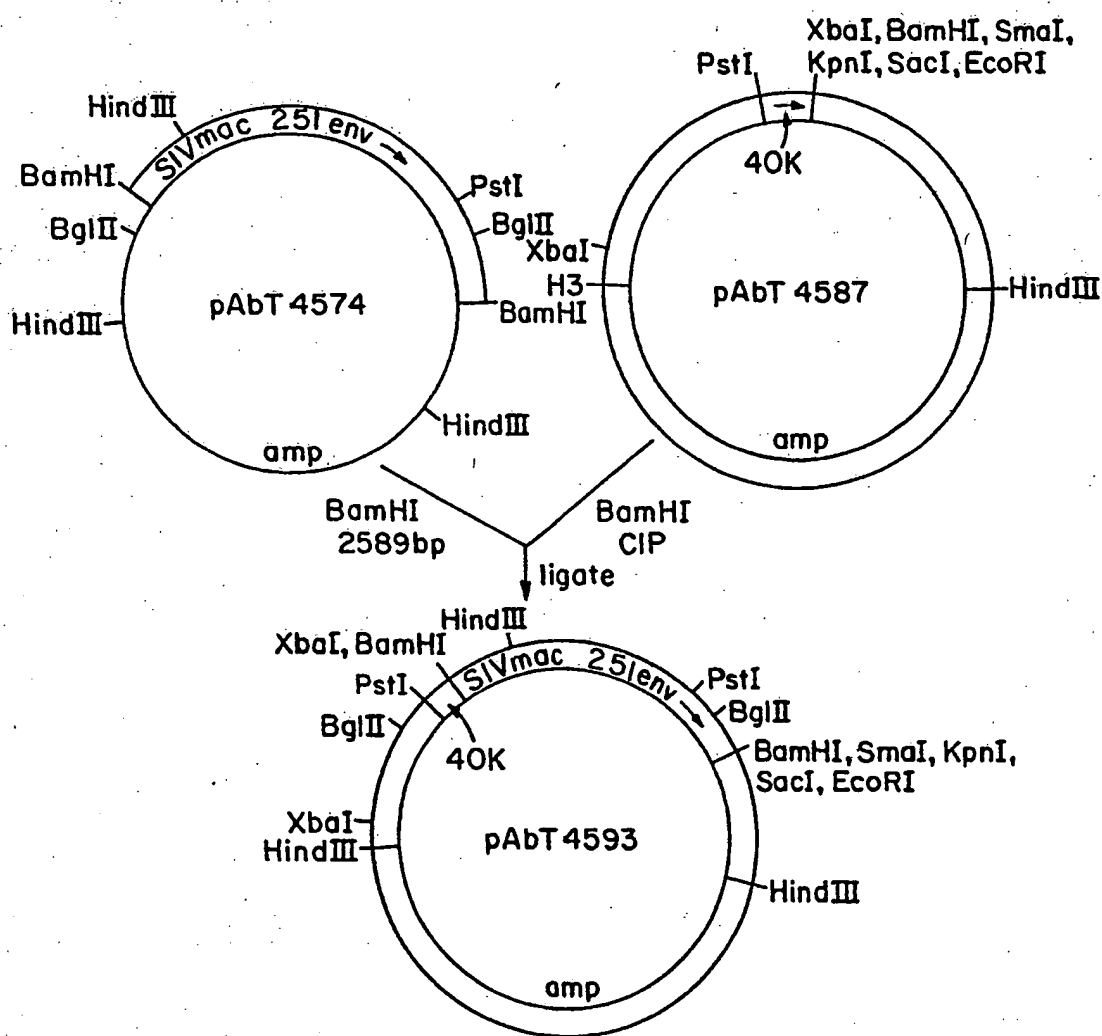 XbaI, BamHI, SmaI,
KpnI, SacI, EcoRI
PstI
40K
XbaI
H3
pAbT 4587
HindIII
amp
HindIII
SIVmac 251 env
BamHI
BglII
PstI
BglII
BamHI
pAbT 4574
HindIII
HindIII
amp
BamHI
2589bp
BamHI
CIP
ligate
HindIII
XbaI, BamHI
SIVmac 251 env
PstI
PstI
BglII
BglII
40K
BamHI, SmaI, KpnI,
SacI, EcoRI
XbaI
HindIII
pAbT 4593
HindIII
amp